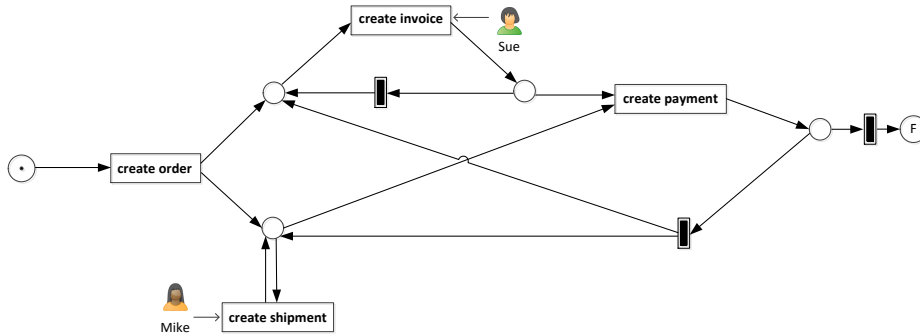 create invoice
Sue
create payment
F
create order
Mike
create shipment